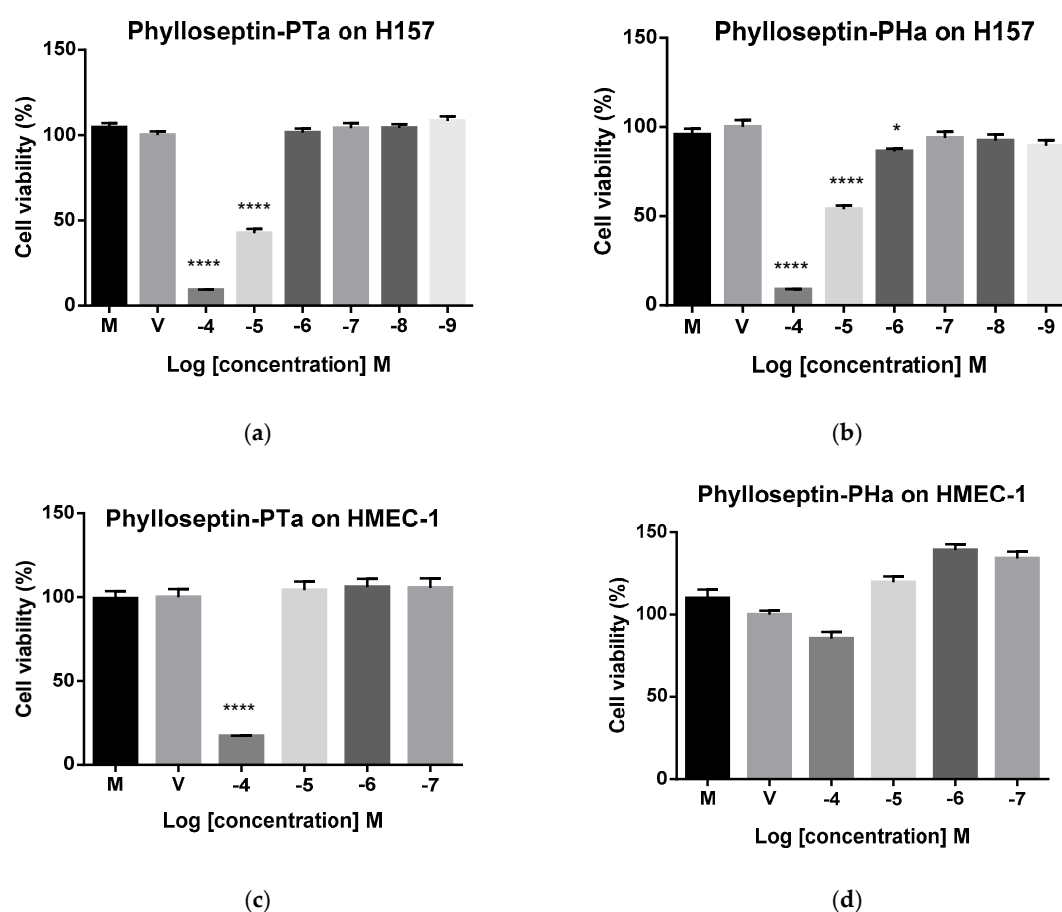 Phylloseptin-PTa on H157
150
100
50
0
Cell viability (%)
****
****
M V -4 -5 -6 -7 -8 -9
Log [concentration] M
(a)
Phylloseptin-PHa on H157
150
100
50
0
Cell viability (%)
*
****
****
M V -4 -5 -6 -7 -8 -9
Log [concentration] M
(b)
Phylloseptin-PTa on HMEC-1
150
100
50
0
Cell viability (%)
****
M V -4 -5 -6 -7
Log [concentration] M
(c)
Phylloseptin-PHa on HMEC-1
150
100
50
0
Cell viability (%)
M V -4 -5 -6 -7
Log [concentration] M
(d)